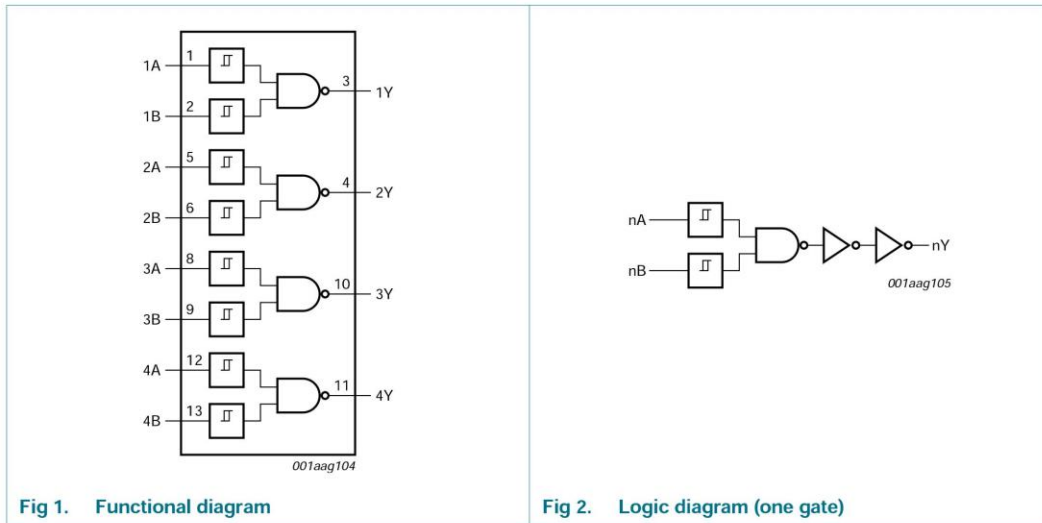 1A 1
1B 2
3 1Y
2A 5
2B 6
4 2Y
3A 8
3B 9
10 3Y
4A 12
4B 13
11 4Y
001aag104
Fig 1. Functional diagram
nA
nB
nY
001aag105
Fig 2. Logic diagram (one gate)